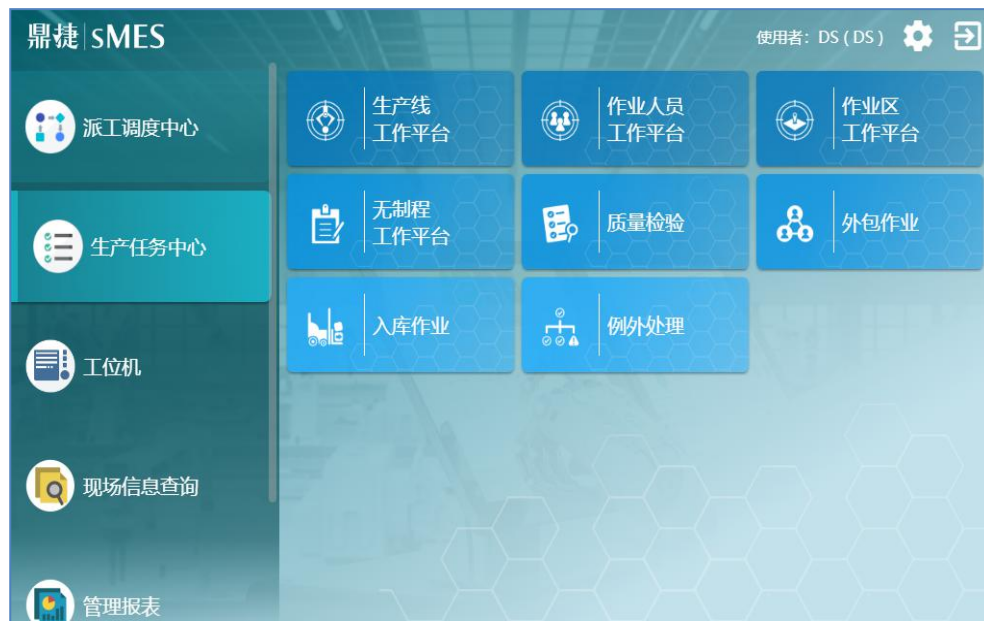 鼎捷|sMES
使用者：DS ( DS )
派工调度中心
生产任务中心
工位机
现场信息查询
管理报表
生产线
工作平台
作业人员
工作平台
作业区
工作平台
无制程
工作平台
质量检验
外包作业
入库作业
例外处理